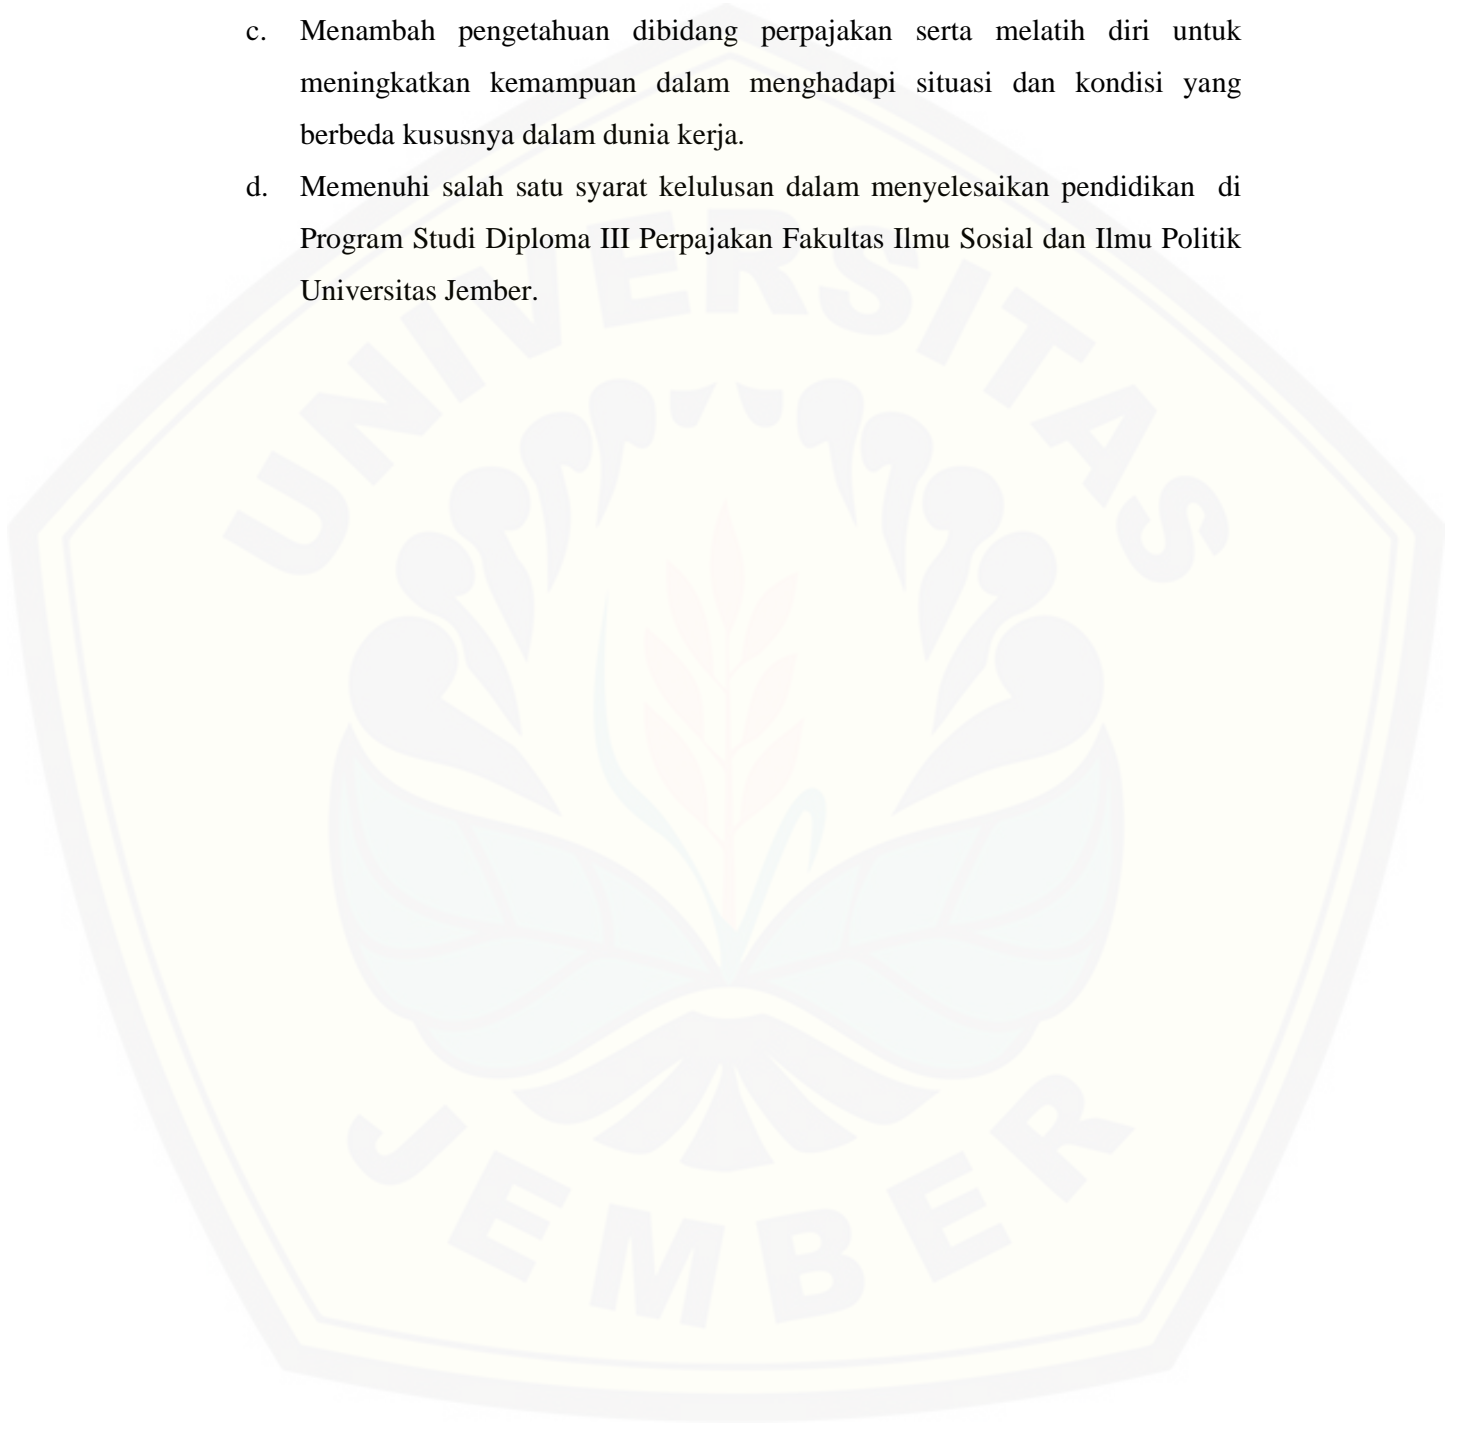 c. Menambah pengetahuan dibidang perpajakan serta melatih diri untuk
meningkatkan kemampuan dalam menghadapi situasi dan kondisi yang
berbeda kususnya dalam dunia kerja.
d. Memenuhi salah satu syarat kelulusan dalam menyelesaikan pendidikan di
Program Studi Diploma III Perpajakan Fakultas Ilmu Sosial dan Ilmu Politik
Universitas Jember.
UNIVERSITAS
JEMBER